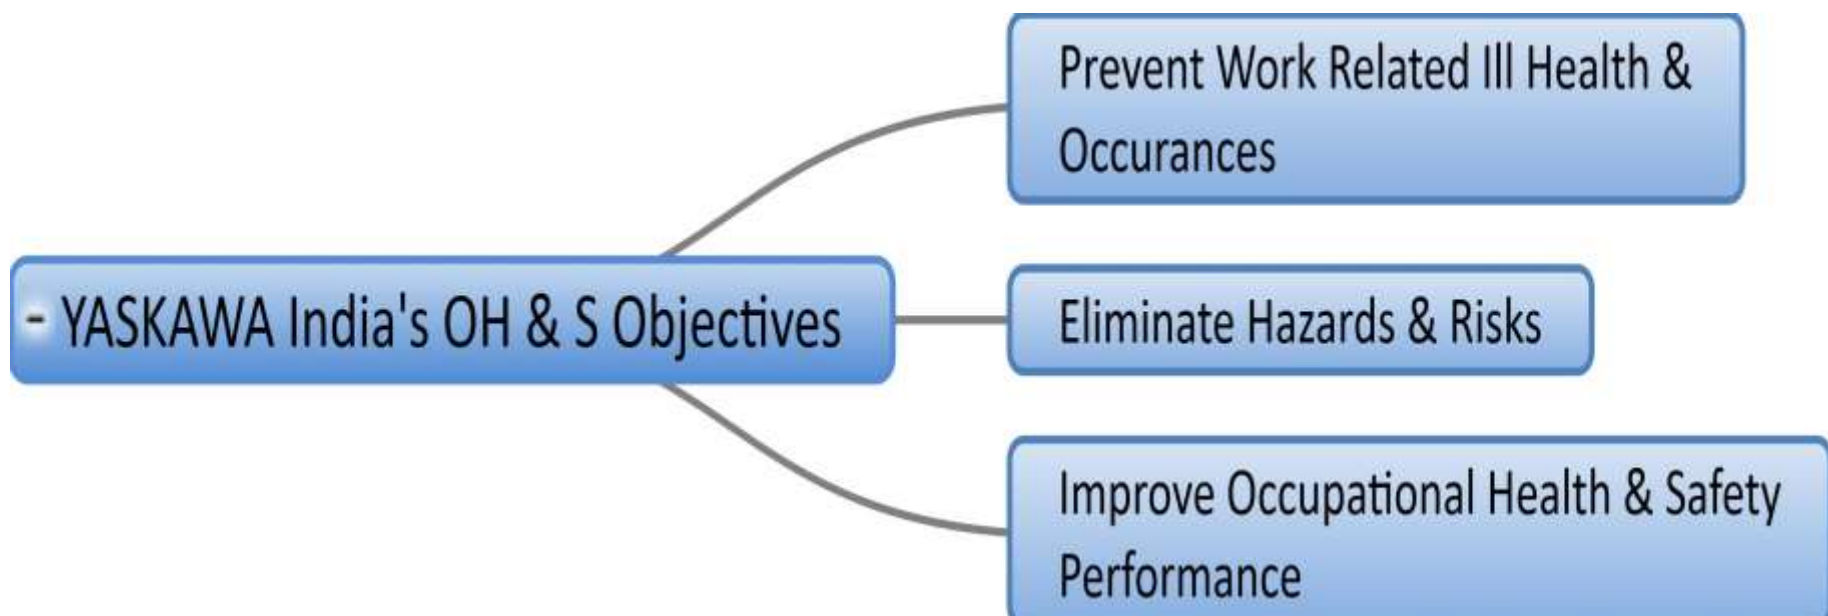 Prevent Work Related Ill Health &
Occurances
- YASKAWA India's OH & S Objectives
Eliminate Hazards & Risks
Improve Occupational Health & Safety
Performance